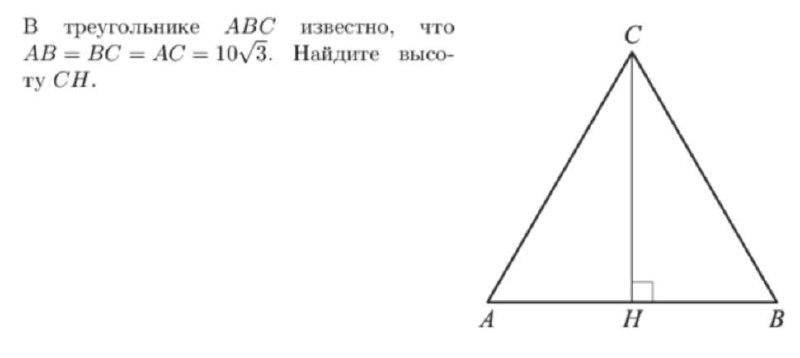 В треугольнике ABC известно, что
AB = BC = AC = 10√3. Найдите высо-
ту CH.
C
A H B